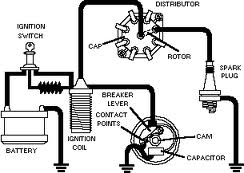 DISTRIBUTOR
IGNITION
SWITCH
CAP
ROTOR
SPARK
PLUG
BREAKER
LEVER
CONTACT
POINTS
CAM
IGNITION
COIL
CAPACITOR
BATTERY